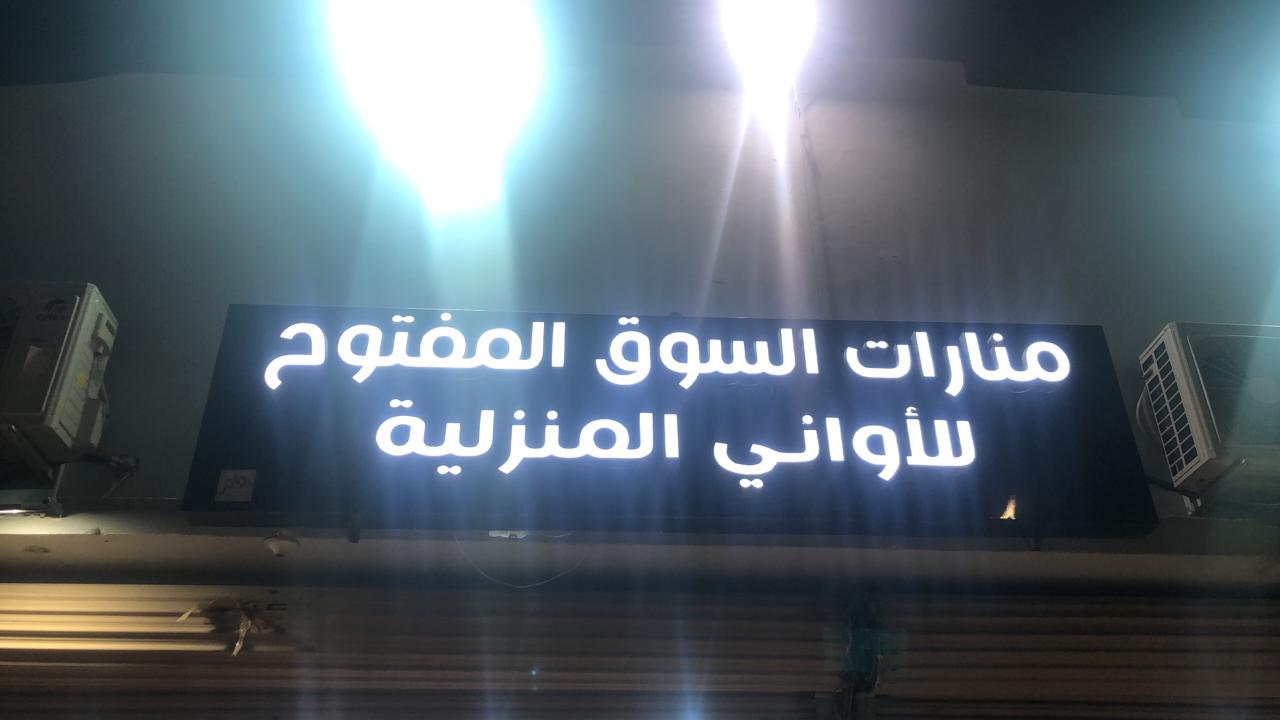 منارات السوق المفتوح
للأواني المنزلية